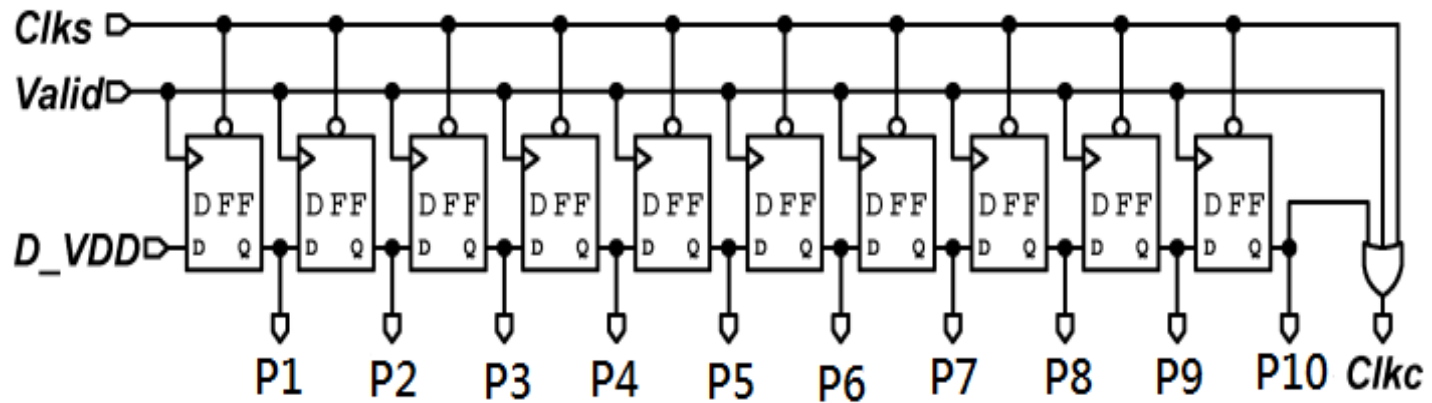 Clks
Valid
DFF DFF DFF DFF DFF DFF DFF DFF DFF DFF
D_VDD D Q D Q D Q D Q D Q D Q D Q D Q D Q D Q
P1 P2 P3 P4 P5 P6 P7 P8 P9 P10 Clkc